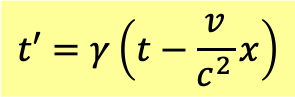 t′ = γ (t − v/c² x)